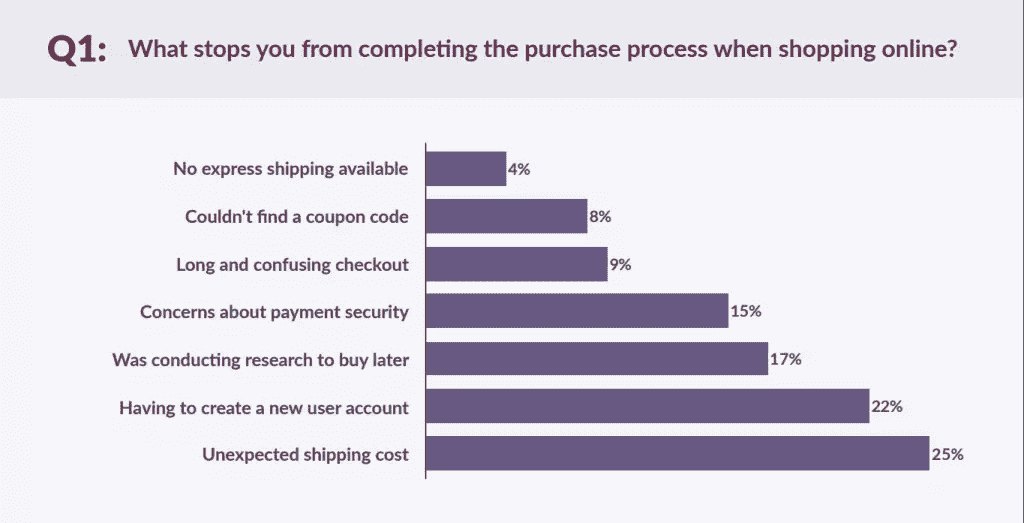 Q1: What stops you from completing the purchase process when shopping online?
No express shipping available 4%
Couldn't find a coupon code 8%
Long and confusing checkout 9%
Concerns about payment security 15%
Was conducting research to buy later 17%
Having to create a new user account 22%
Unexpected shipping cost 25%